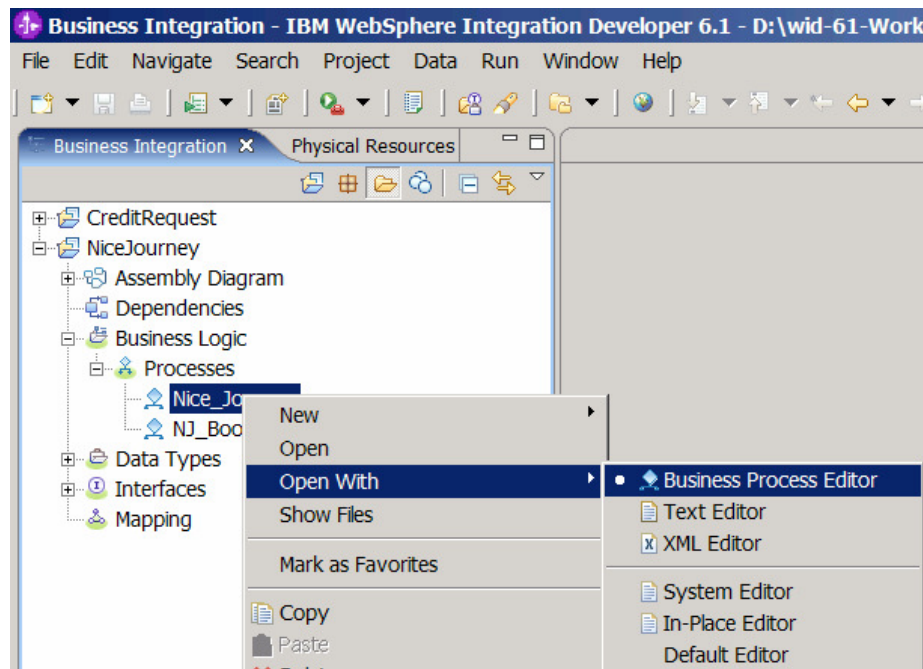 Business Integration - IBM WebSphere Integration Developer 6.1 - D:\wid-61-Work
File Edit Navigate Search Project Data Run Window Help
Business Integration Physical Resources
CreditRequest
NiceJourney
Assembly Diagram
Dependencies
Business Logic
Processes
Nice_Jo
NJ_Boo
Data Types
Interfaces
Mapping
New
Open
Open With
Show Files
Mark as Favorites
Copy
Paste
Business Process Editor
Text Editor
XML Editor
System Editor
In-Place Editor
Default Editor